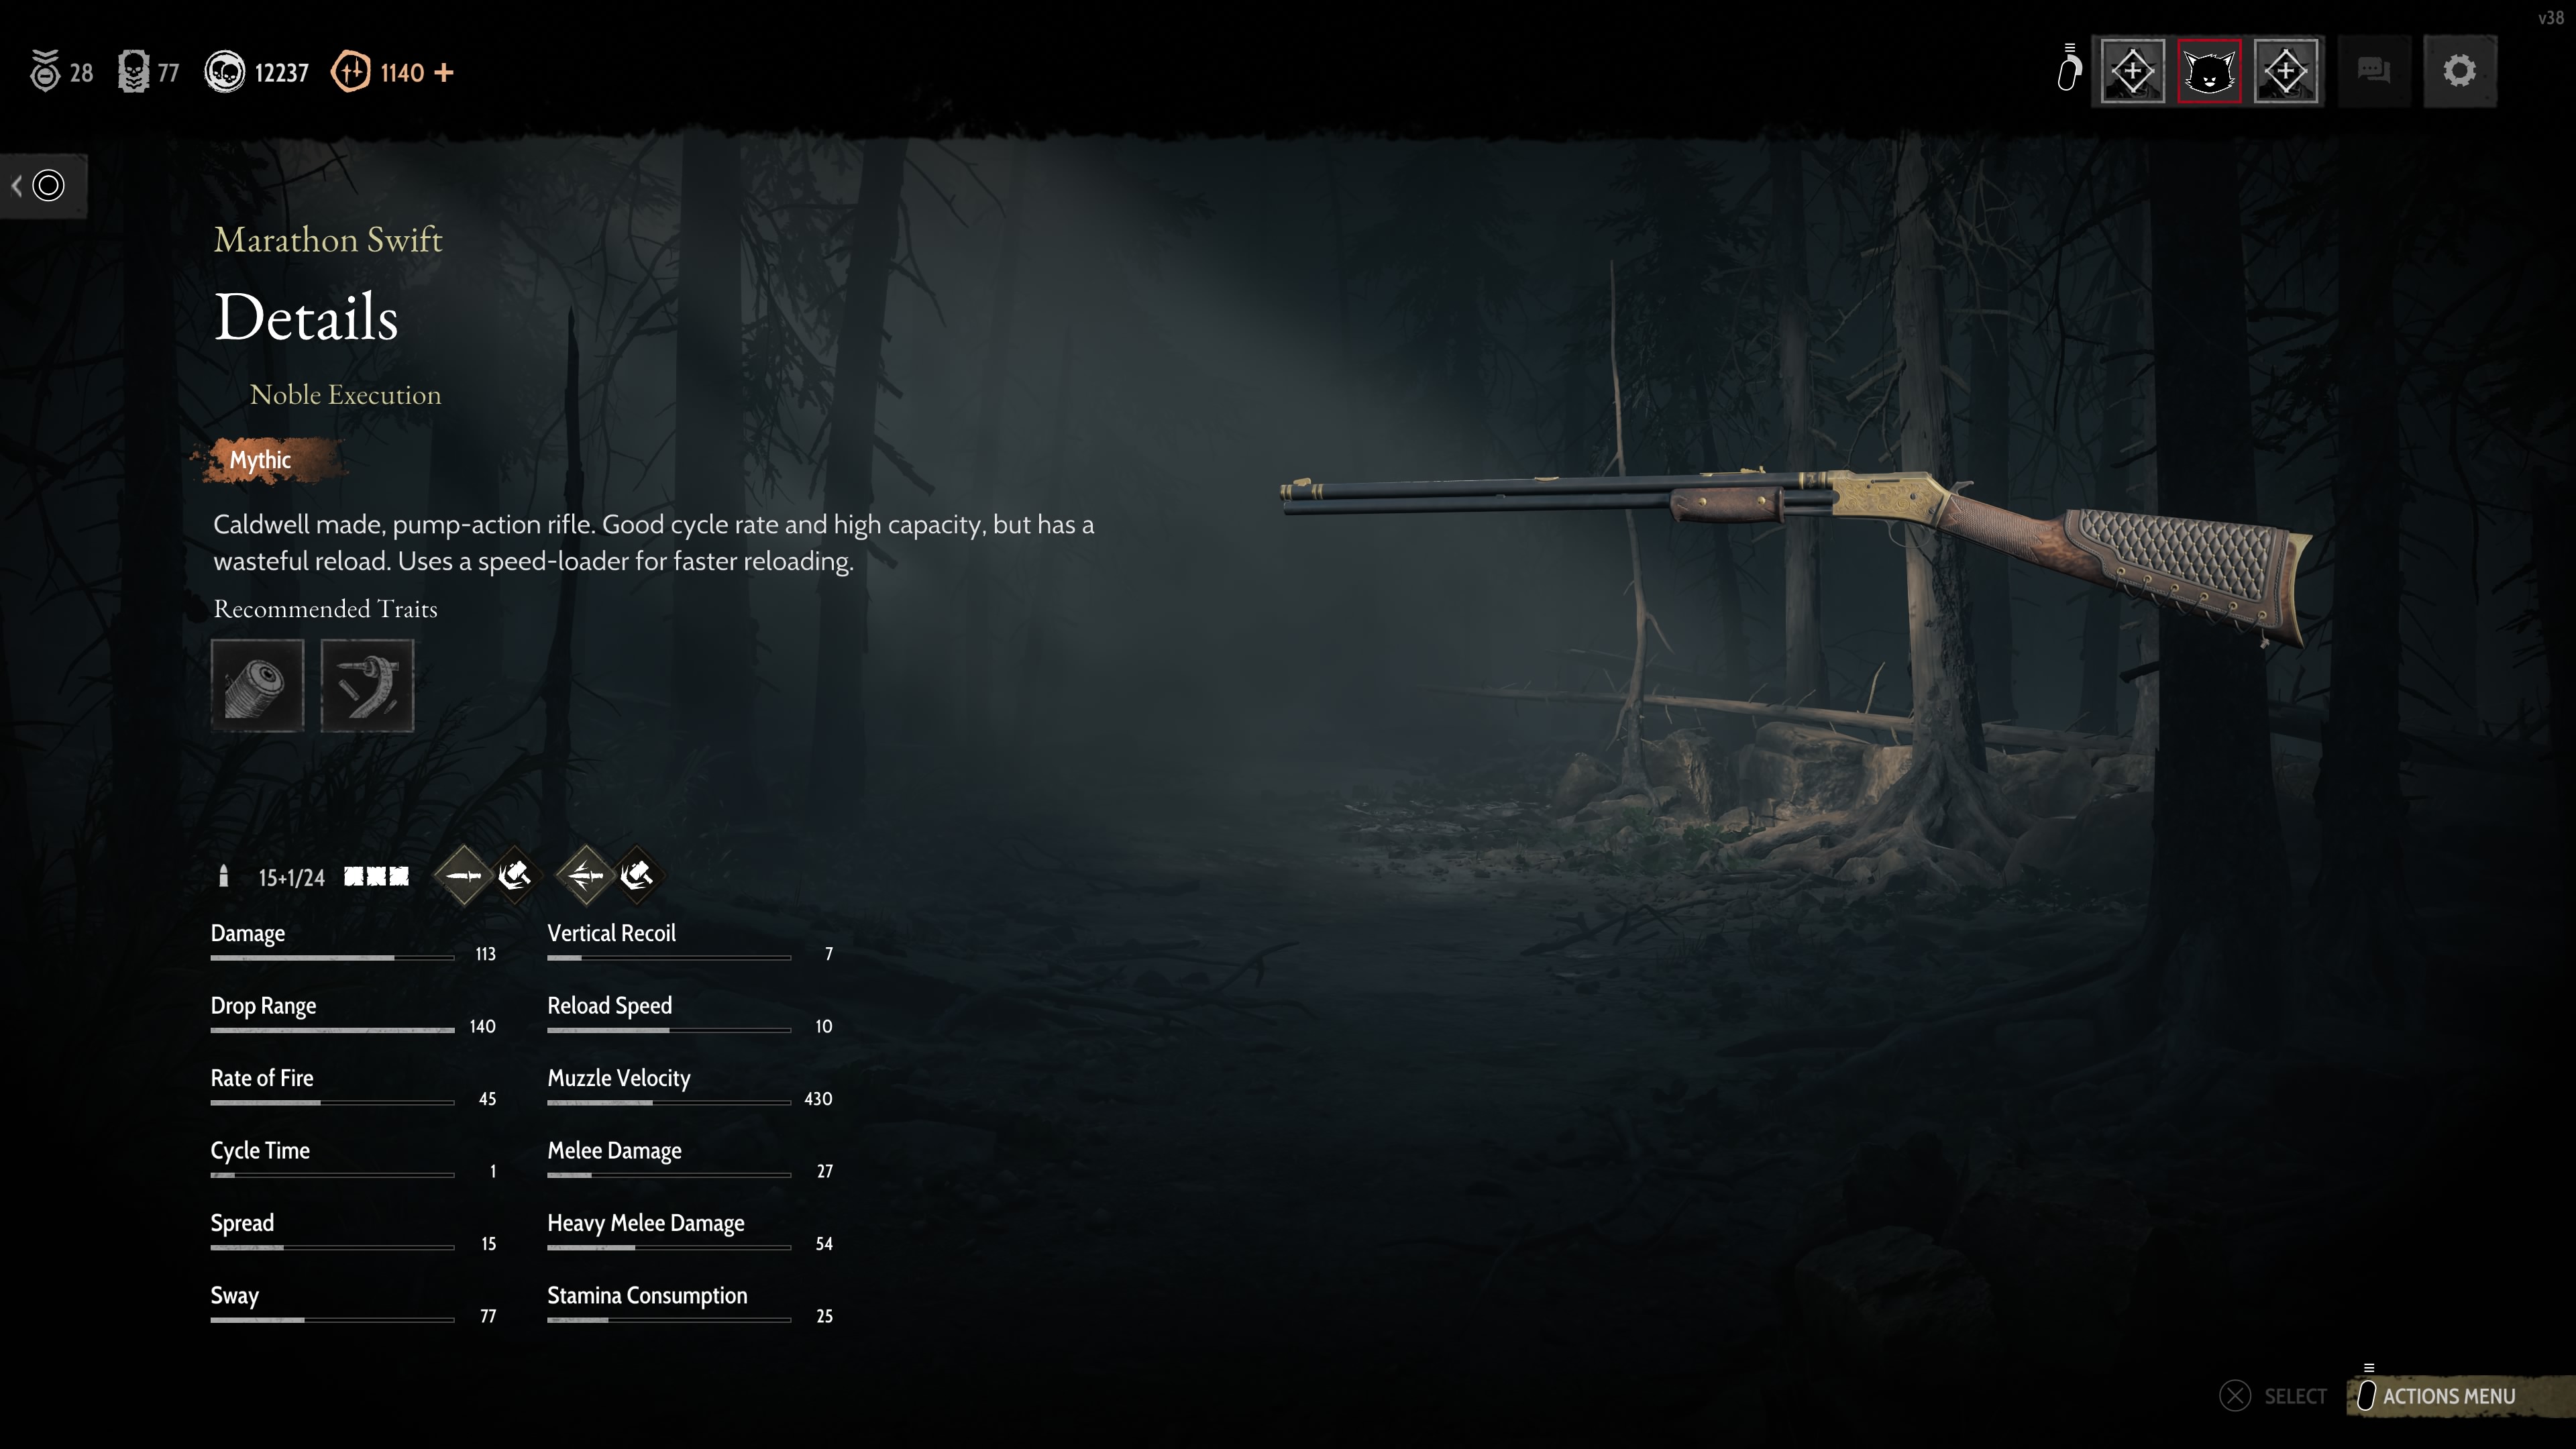 v38
28
77
12237
1140 +
Marathon Swift
Details
Noble Execution
Mythic
Caldwell made, pump-action rifle. Good cycle rate and high capacity, but has a
wasteful reload. Uses a speed-loader for faster reloading.
Recommended Traits
15+1/24
Damage
113
Vertical Recoil
7
Drop Range
140
Reload Speed
10
Rate of Fire
45
Muzzle Velocity
430
Cycle Time
1
Melee Damage
27
Spread
15
Heavy Melee Damage
54
Sway
77
Stamina Consumption
25
SELECT
ACTIONS MENU